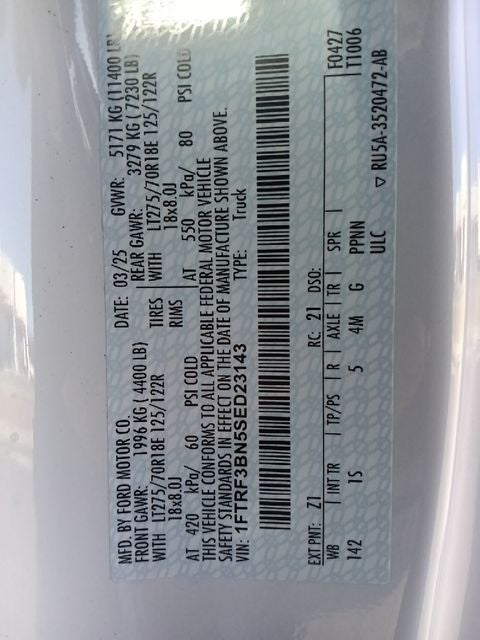 MFD. BY FORD MOTOR CO.
DATE: 03/25 GVWR: 5171 KG (11400 LB)
FRONT GAWR: 1996 KG ( 4400 LB) REAR GAWR: 3279 KG ( 7230 LB)
WITH LT275/70R18E 125/122R TIRES WITH LT275/70R18E 125/122R
18x8.0J RIMS 18x8.0J
AT 420 kPa/ 60 PSI COLD AT 550 kPa/ 80 PSI COLD
THIS VEHICLE CONFORMS TO ALL APPLICABLE FEDERAL MOTOR VEHICLE
SAFETY STANDARDS IN EFFECT ON THE DATE OF MANUFACTURE SHOWN ABOVE.
VIN: 1FTRF3BN5SED23143 TYPE: Truck
EXT PNT: Z1 RC: 21 DSO: F0427
WB | INT TR | TP/PS | R | AXLE | TR | SPR T1006
142 1S 5 4M G PPNN
ULC ▽ RU5A-3520472-AB